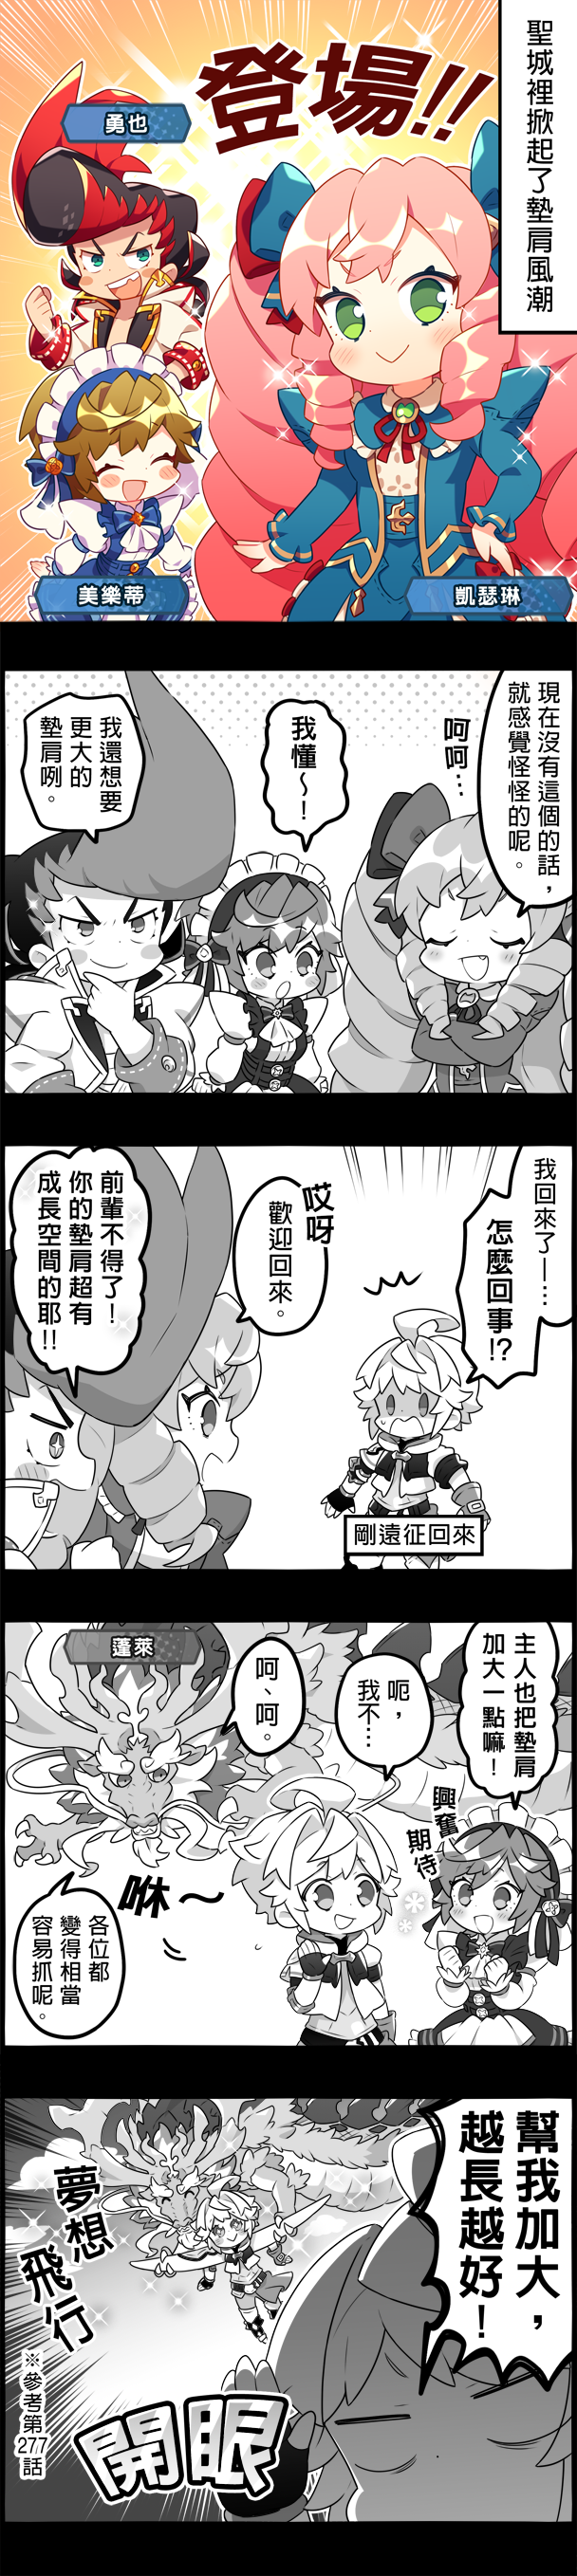 聖城裡掀起了墊肩風潮
登場!!
勇也
美樂蒂
凱瑟琳
現在沒有這個的話，
就感覺怪怪的呢。
呵呵…
我懂～！
我還想要
更大的
墊肩咧。
我回來了—…
怎麼回事!?
剛遠征回來
哎呀
歡迎回來。
前輩不得了！
你的墊肩超有
成長空間的耶!!
主人也把墊肩
加大一點嘛！
興奮
期待
呃，
我不…
呵、呵。
蓬萊
咻～
各位都
變得相當
容易抓呢。
幫我加大，
越長越好！
夢想
飛行
※參考第277話
開眼